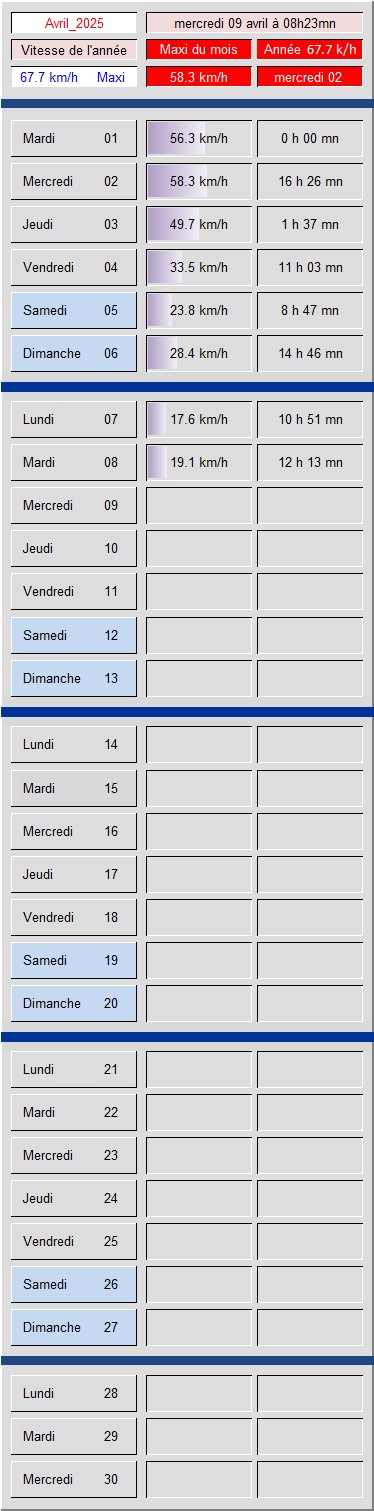 Avril_2025 mercredi 09 avril à 08h23mn
Vitesse de l'année Maxi du mois Année 67.7 k/h
67.7 km/h Maxi 58.3 km/h mercredi 02
Mardi 01 56.3 km/h 0 h 00 mn
Mercredi 02 58.3 km/h 16 h 26 mn
Jeudi 03 49.7 km/h 1 h 37 mn
Vendredi 04 33.5 km/h 11 h 03 mn
Samedi 05 23.8 km/h 8 h 47 mn
Dimanche 06 28.4 km/h 14 h 46 mn
Lundi 07 17.6 km/h 10 h 51 mn
Mardi 08 19.1 km/h 12 h 13 mn
Mercredi 09
Jeudi 10
Vendredi 11
Samedi 12
Dimanche 13
Lundi 14
Mardi 15
Mercredi 16
Jeudi 17
Vendredi 18
Samedi 19
Dimanche 20
Lundi 21
Mardi 22
Mercredi 23
Jeudi 24
Vendredi 25
Samedi 26
Dimanche 27
Lundi 28
Mardi 29
Mercredi 30